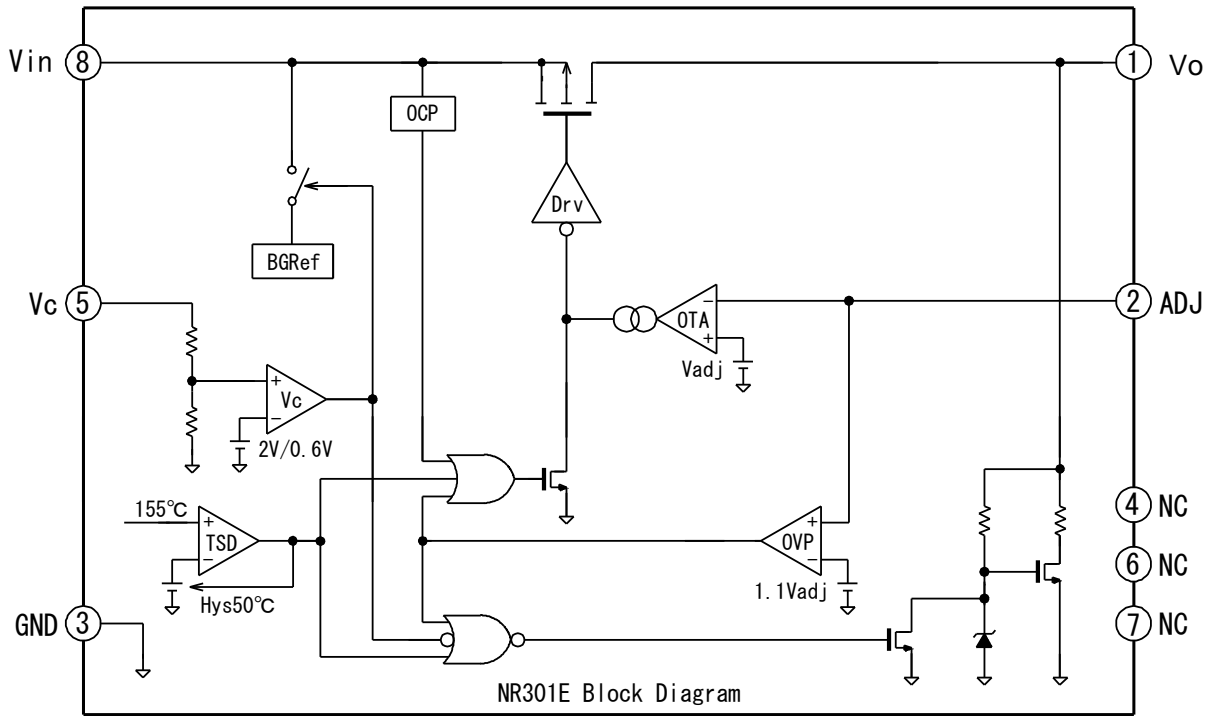 Vin 8
1 Vo
OCP
Drv
BGRef
Vc 5
2 ADJ
OTA
−
+
Vadj
+
Vc
−
2V/0.6V
155℃
+
TSD
−
Hys50℃
+
OVP
−
1.1Vadj
4 NC
6 NC
7 NC
GND 3
NR301E Block Diagram